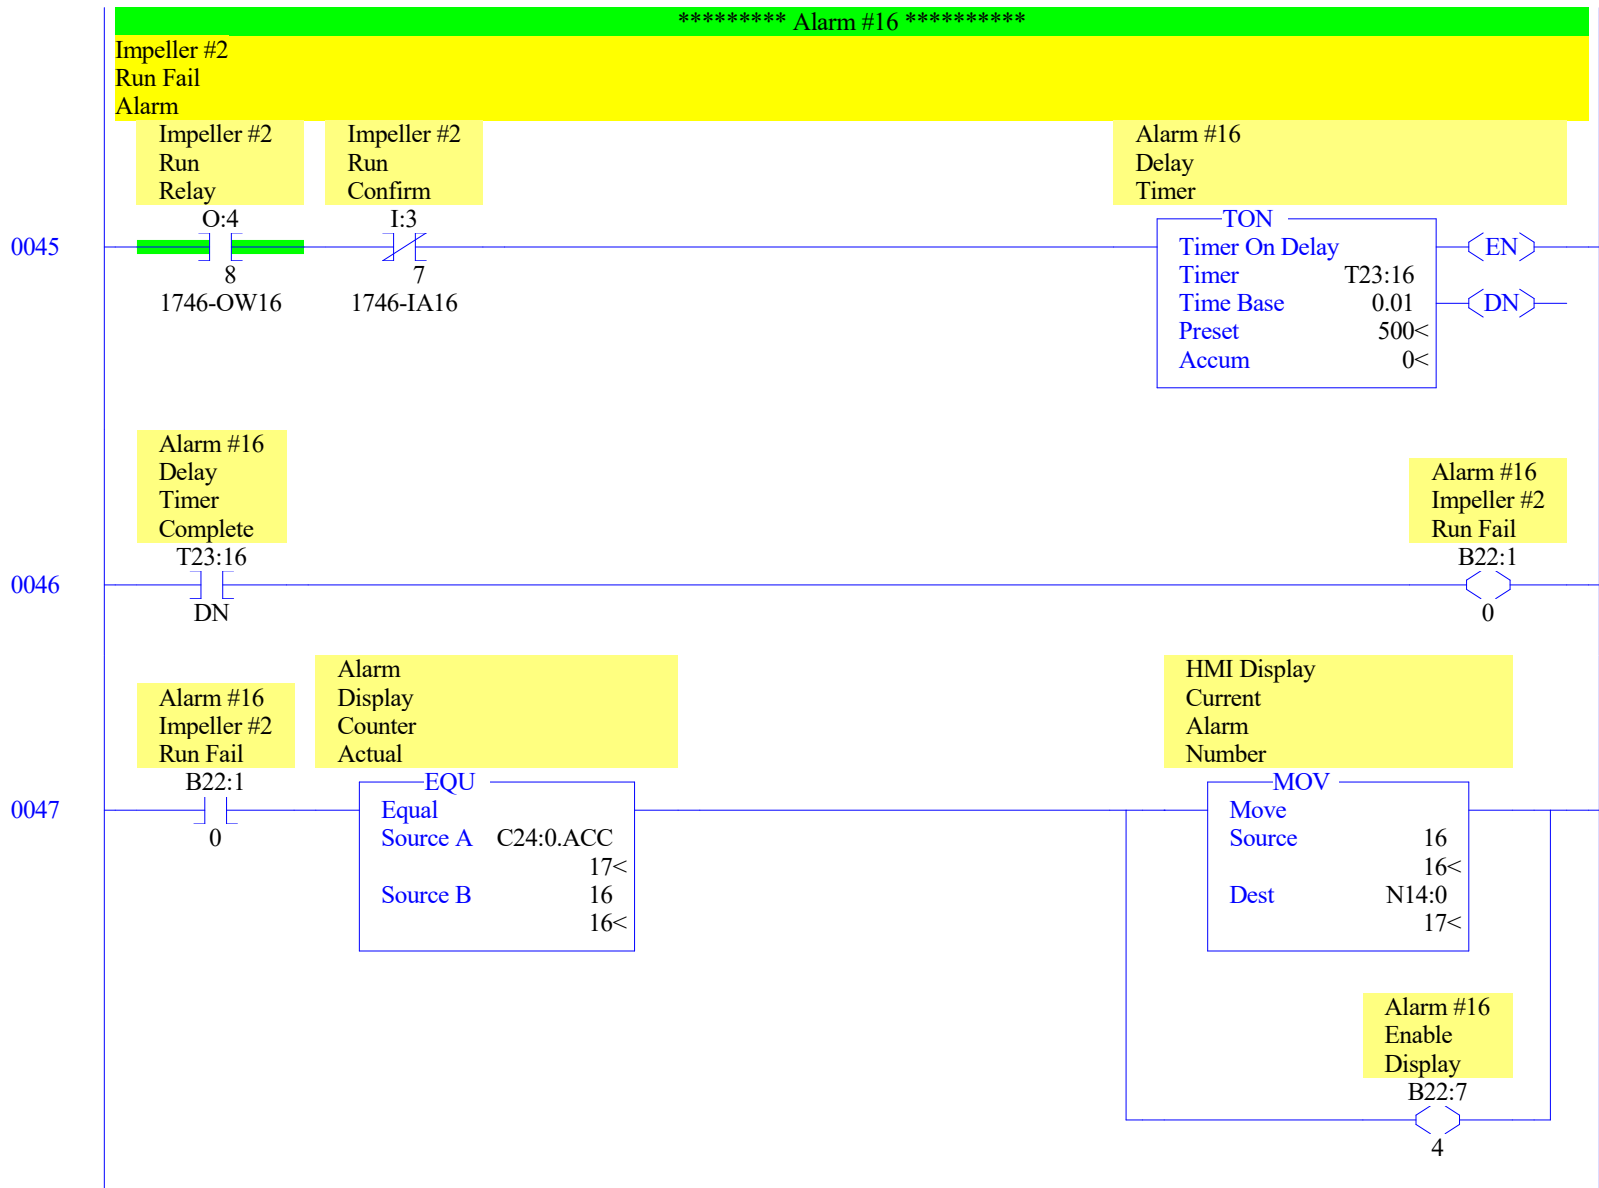 ********* Alarm #16 **********
Impeller #2
Run Fail
Alarm
Impeller #2
Run
Relay
O:4
8
1746-OW16
Impeller #2
Run
Confirm
I:3
7
1746-IA16
Alarm #16
Delay
Timer
0045
TON
Timer On Delay
Timer T23:16
Time Base 0.01
Preset 500<
Accum 0<
EN
DN
Alarm #16
Delay
Timer
Complete
T23:16
DN
0046
Alarm #16
Impeller #2
Run Fail
B22:1
0
Alarm #16
Impeller #2
Run Fail
B22:1
0
0047
Alarm
Display
Counter
Actual
EQU
Equal
Source A C24:0.ACC
17<
Source B 16
16<
HMI Display
Current
Alarm
Number
MOV
Move
Source 16
16<
Dest N14:0
17<
Alarm #16
Enable
Display
B22:7
4